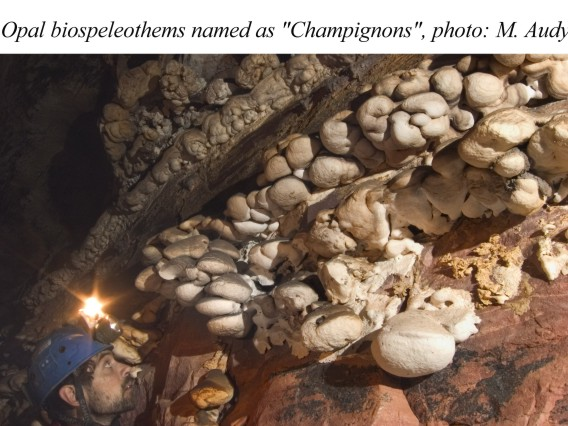 Opal biospeleothems named as "Champignons", photo: M. Audy